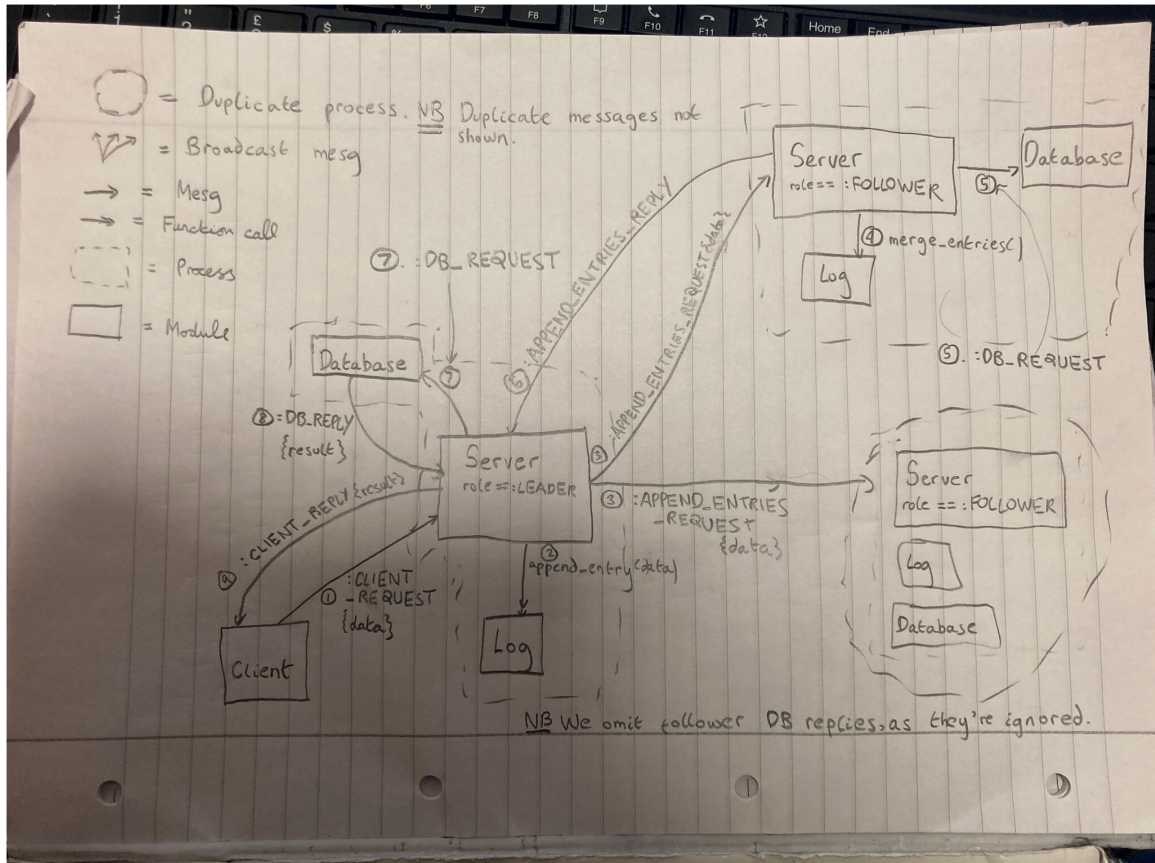 F6
F7
F8
F9
F10
F11
Home
End
£
$
= Duplicate process. NB Duplicate messages not
shown.
= Broadcast mesg
= Mesg
= Function call
= Process
= Module
Server
role== :FOLLOWER
Database
⑤
④ merge_entries()
Log
⑤. :DB_REQUEST
⑦. :DB_REQUEST
⑥ :APPEND_ENTRIES_REPLY
③ :APPEND_ENTRIES_REQUEST{data}
Database
⑦
⑧ :DB_REPLY
{result}
Server
role==:LEADER
③ :APPEND_ENTRIES
_REQUEST
{data}
Server
role == :FOLLOWER
Log
Database
⑨ :CLIENT_REPLY{result}
① :CLIENT
_REQUEST
{data}
②
append_entry(data)
Log
Client
NB We omit follower DB replies, as they're ignored.